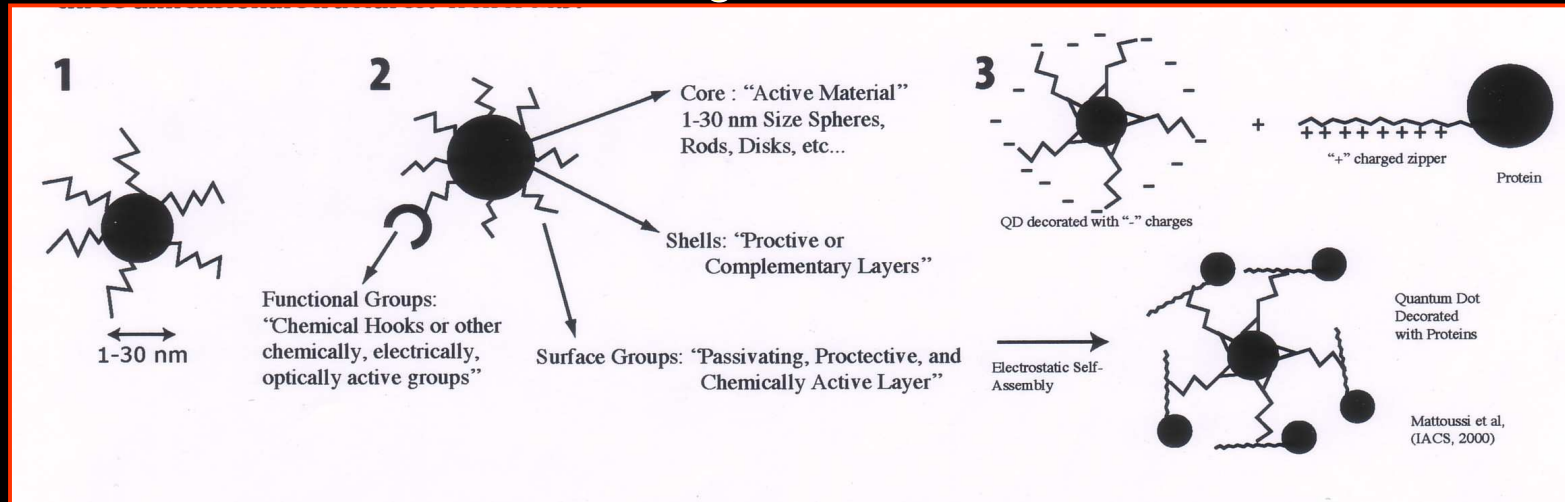 1
1-30 nm
2
Core : “Active Material”
1-30 nm Size Spheres,
Rods, Disks, etc...
Shells: “Proctive or
Complementary Layers”
Functional Groups:
“Chemical Hooks or other
chemically, electrically,
optically active groups”
Surface Groups: “Passivating, Proctective, and
Chemically Active Layer”
3
QD decorated with “-” charges
+
+ + + + + + + +
“+” charged zipper
Protein
Electrostatic Self-
Assembly
Quantum Dot
Decorated
with Proteins
Mattoussi et al,
(IACS, 2000)